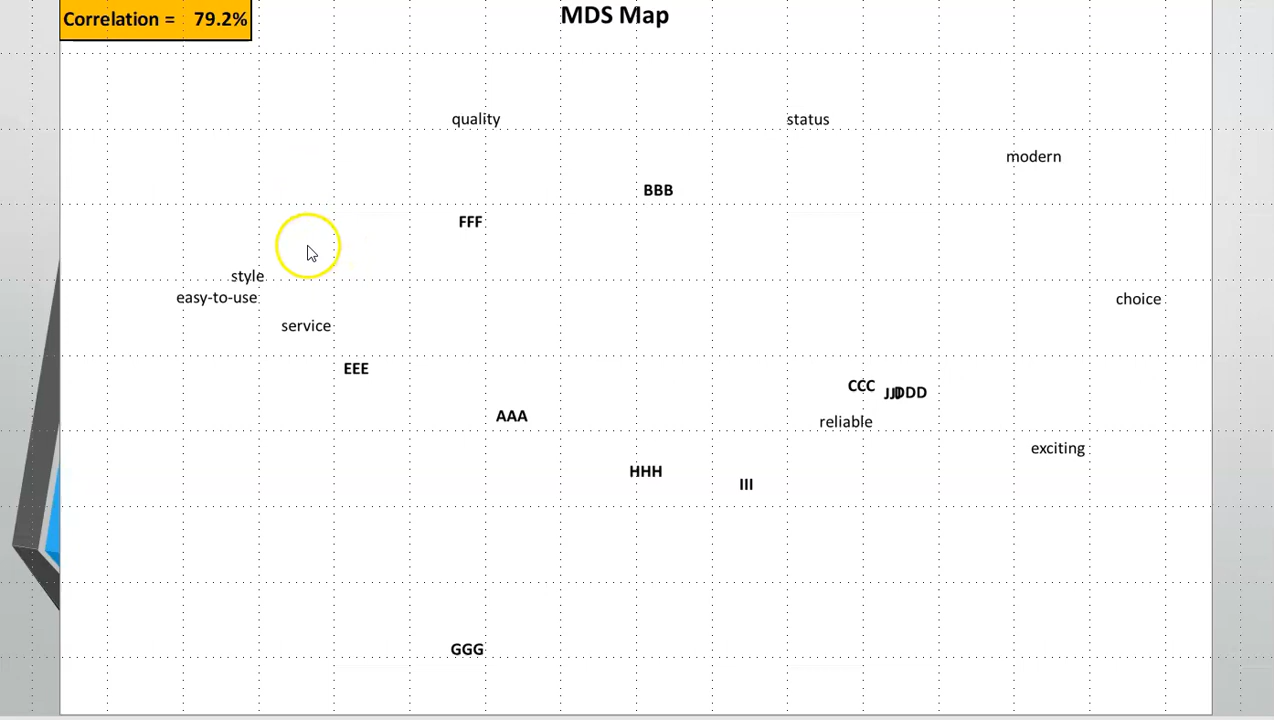 Correlation = 79.2%
MDS Map
quality
status
modern
BBB
FFF
style
easy-to-use
choice
service
EEE
CCC
JJJ
DDD
AAA
reliable
exciting
HHH
III
GGG